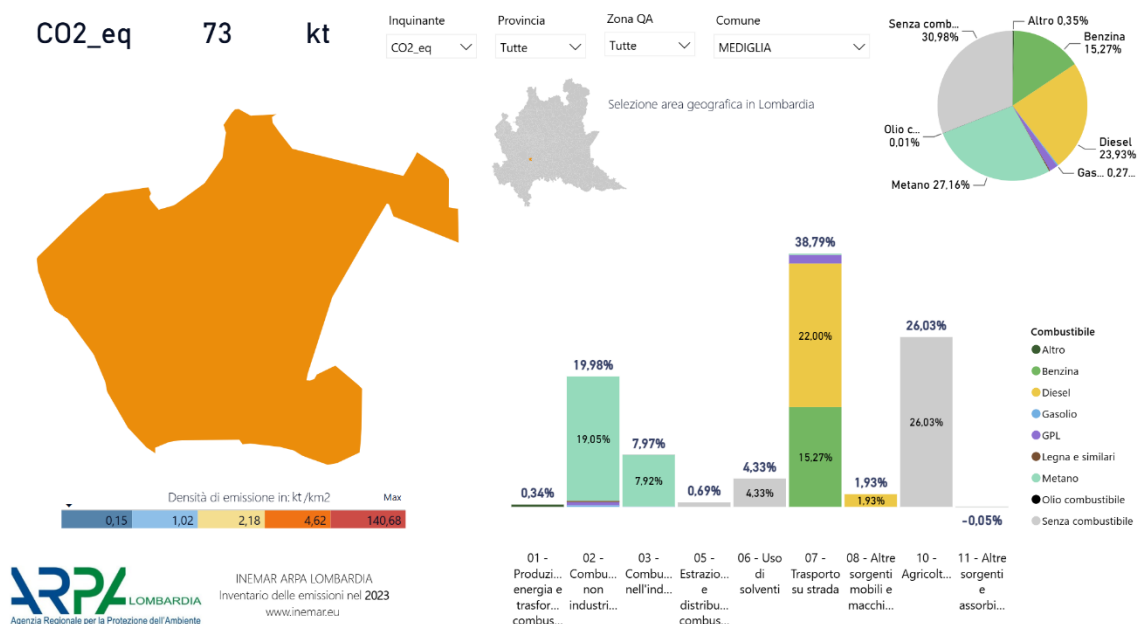 CO2_eq 73 kt
Inquinante
CO2_eq
Provincia
Tutte
Zona QA
Tutte
Comune
MEDIGLIA
Selezione area geografica in Lombardia
Senza comb...
30,98%
Altro 0,35%
Benzina
15,27%
Olio c...
0,01%
Diesel
23,93%
Metano 27,16%
Gas... 0,27...
38,79%
26,03%
19,98%
22,00%
19,05%
7,97%
7,92%
15,27%
26,03%
4,33%
4,33%
1,93%
1,93%
0,34%
0,69%
-0,05%
Combustibile
Altro
Benzina
Diesel
Gasolio
GPL
Legna e similari
Metano
Olio combustibile
Senza combustibile
01 -
Produzi...
energia e
trasfor...
combus...
02 -
Combu...
non
industri...
03 -
Combu...
nell'ind...
05 -
Estrazio...
e
distribu...
combus...
06 - Uso
di
solventi
07 -
Trasporto
su strada
08 - Altre
sorgenti
mobili e
macchi...
10 -
Agricolt...
11 - Altre
sorgenti
e
assorbi...
Densità di emissione in: kt/km2 Max
0,15 1,02 2,18 4,62 140,68
ARPA LOMBARDIA
Agenzia Regionale per la Protezione dell'Ambiente
INEMAR ARPA LOMBARDIA
Inventario delle emissioni nel 2023
www.inemar.eu